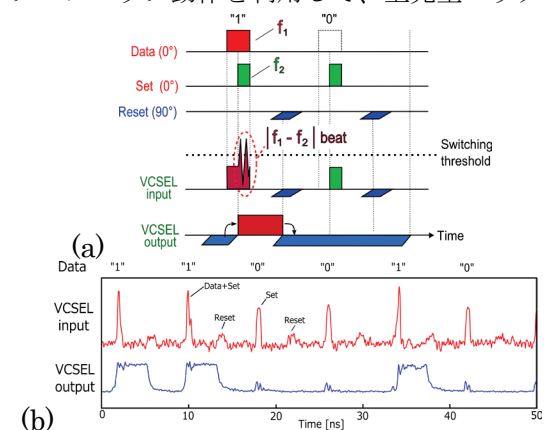 "1" "0"
f₁
Data (0°)
f₂
Set (0°)
Reset (90°)
|f₁ - f₂| beat
Switching
threshold
VCSEL
input
VCSEL
output
Time
(a)
Data "1" "1" "0" "0" "1" "0"
Data+Set
Set
VCSEL
input
Reset
Reset
VCSEL
output
0 10 20 30 40 50
Time [ns]
(b)